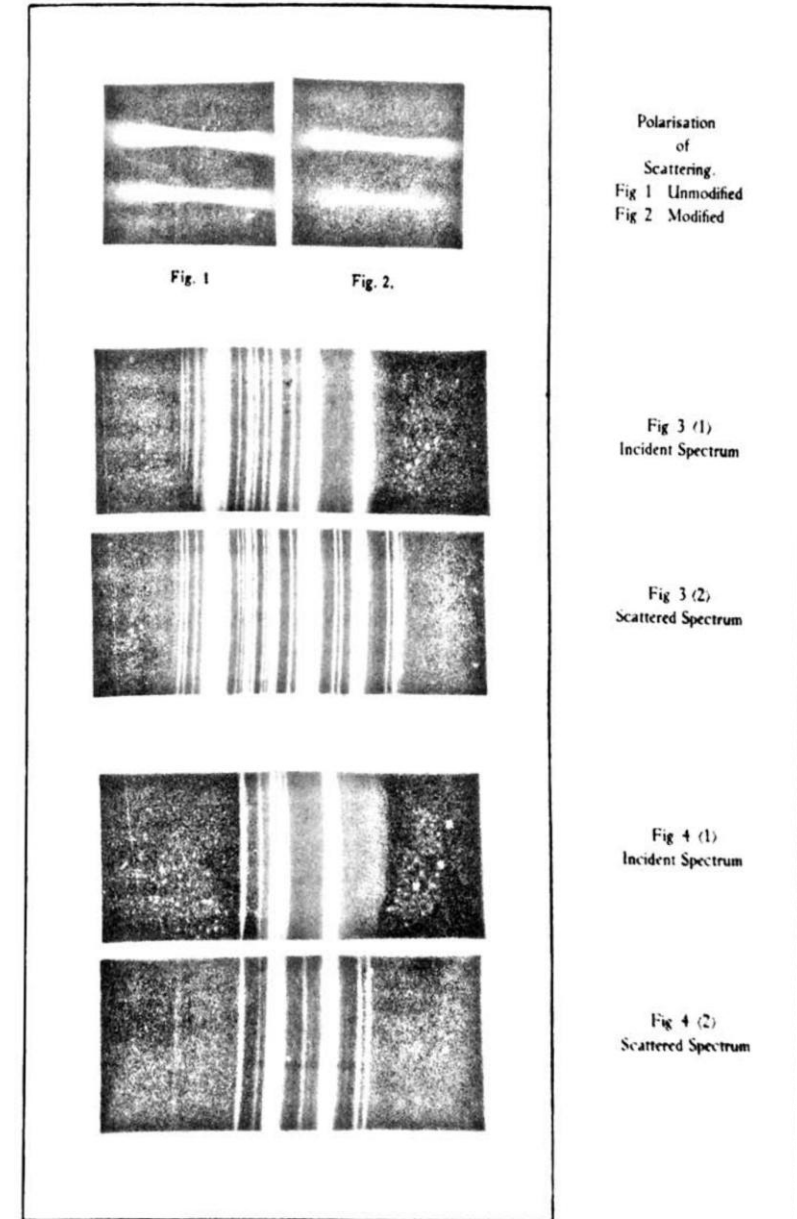 Polarisation
of
Scattering.
Fig 1 Unmodified
Fig 2 Modified
Fig. 1
Fig. 2.
Fig 3 (1)
Incident Spectrum
Fig 3 (2)
Scattered Spectrum
Fig 4 (1)
Incident Spectrum
Fig 4 (2)
Scattered Spectrum